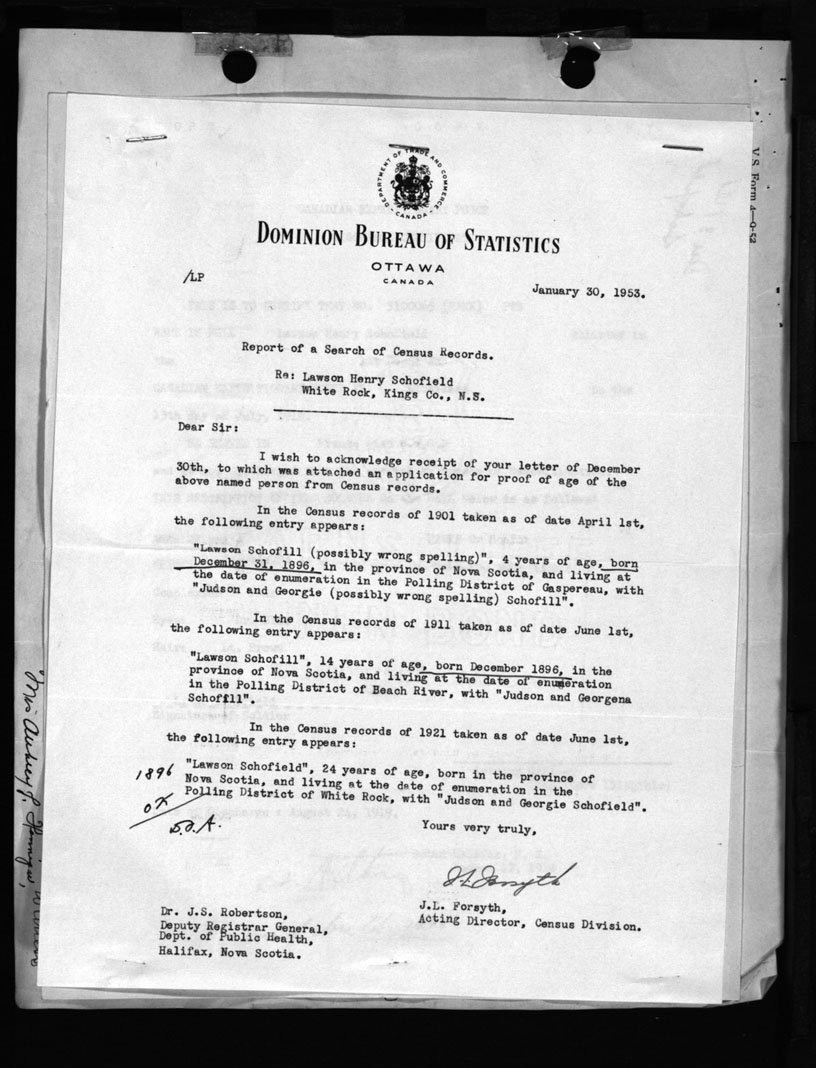 DEPARTMENT OF TRADE AND COMMERCE
CANADA
DOMINION BUREAU OF STATISTICS
OTTAWA
CANADA
/LP
January 30, 1953.
Report of a Search of Census Records.
Re: Lawson Henry Schofield
White Rock, Kings Co., N.S.
Dear Sir:
I wish to acknowledge receipt of your letter of December
30th, to which was attached an application for proof of age of the
above named person from Census records.
In the Census records of 1901 taken as of date April 1st,
the following entry appears:
"Lawson Schofill (possibly wrong spelling)", 4 years of age, born
December 31, 1896, in the province of Nova Scotia, and living at
the date of enumeration in the Polling District of Gaspereau, with
"Judson and Georgie (possibly wrong spelling) Schofill".
In the Census records of 1911 taken as of date June 1st,
the following entry appears:
"Lawson Schofill", 14 years of age, born December 1896, in the
province of Nova Scotia, and living at the date of enumeration
in the Polling District of Beach River, with "Judson and Georgena
Schofill".
In the Census records of 1921 taken as of date June 1st,
the following entry appears:
"Lawson Schofield", 24 years of age, born in the province of
Nova Scotia, and living at the date of enumeration in the
Polling District of White Rock, with "Judson and Georgie Schofield".
1896
OK
Yours very truly,
J L Forsyth
J.L. Forsyth,
Acting Director, Census Division.
Dr. J.S. Robertson,
Deputy Registrar General,
Dept. of Public Health,
Halifax, Nova Scotia.
V.S. Form 4—9-52